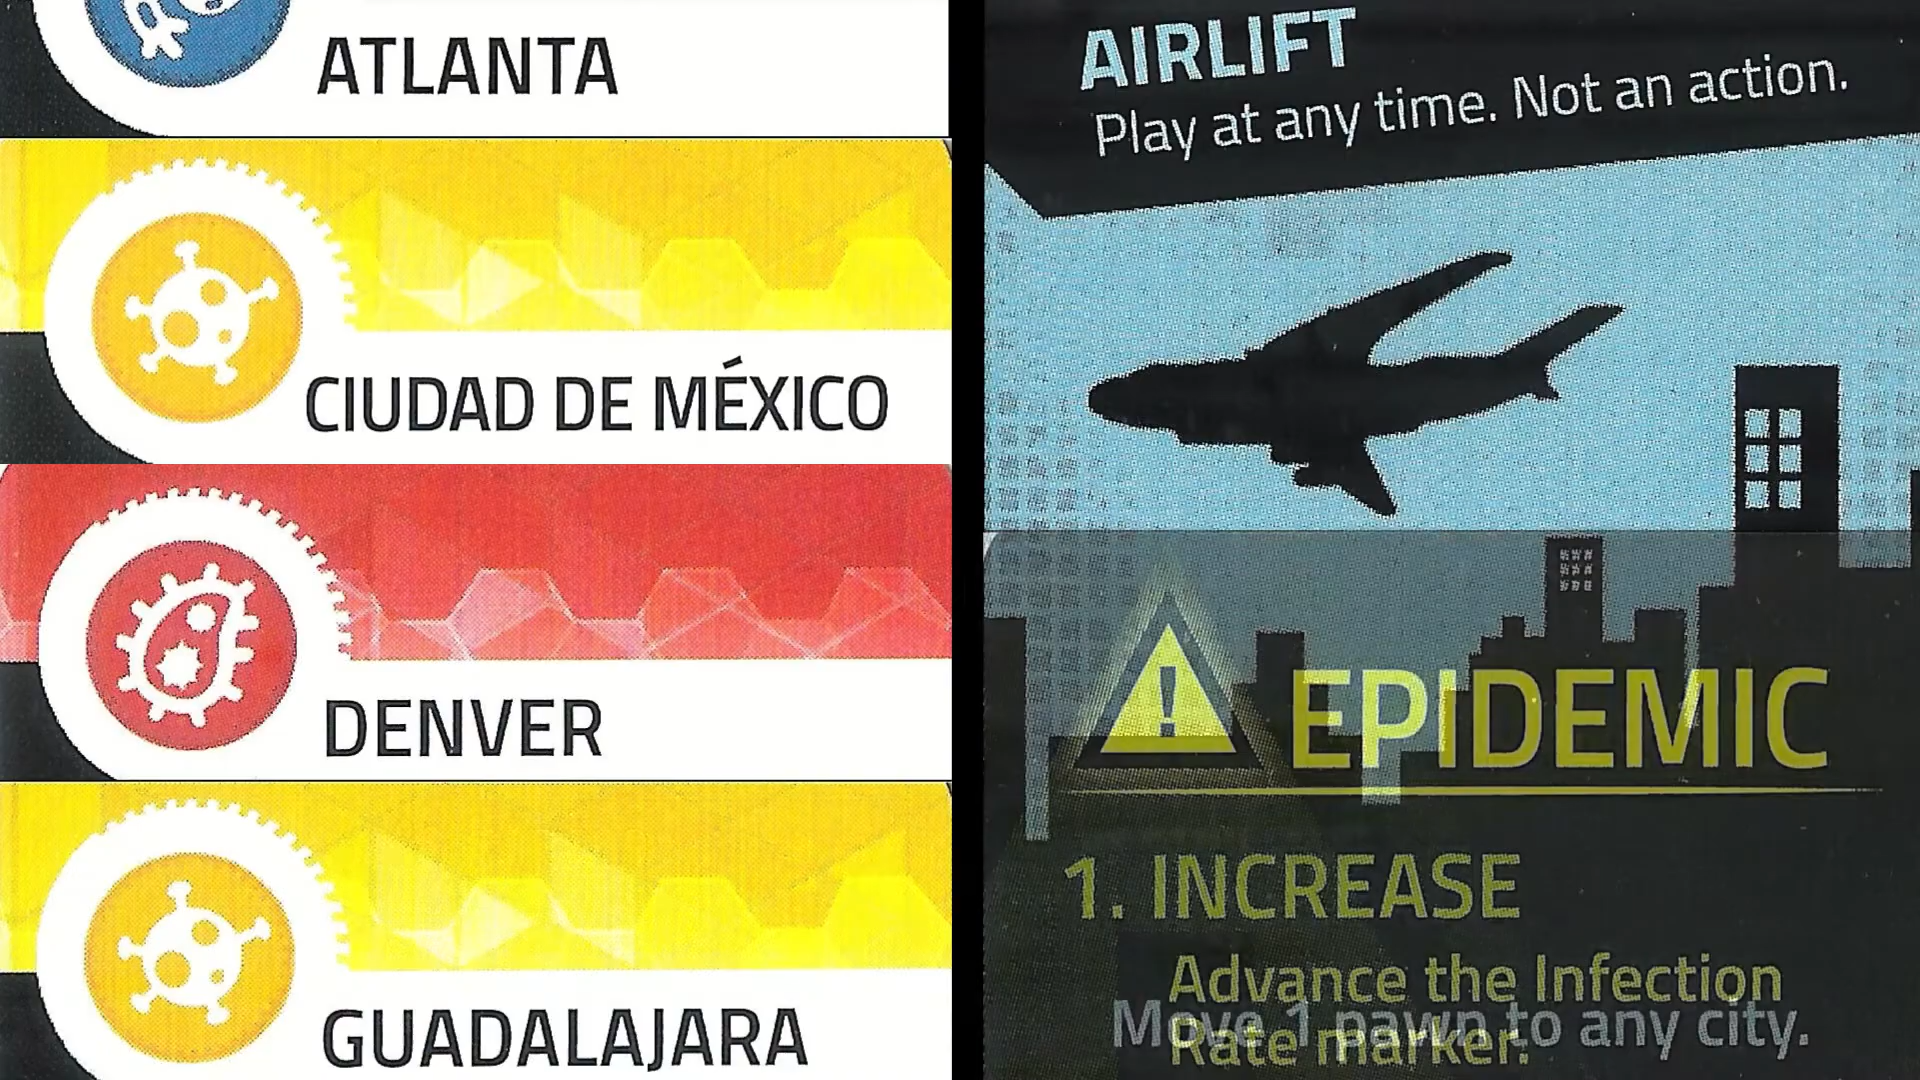 ATLANTA
CIUDAD DE MÉXICO
DENVER
GUADALAJARA
AIRLIFT
Play at any time. Not an action.
EPIDEMIC
1. INCREASE
Advance the Infection
Rate marker.
Move 1 pawn to any city.